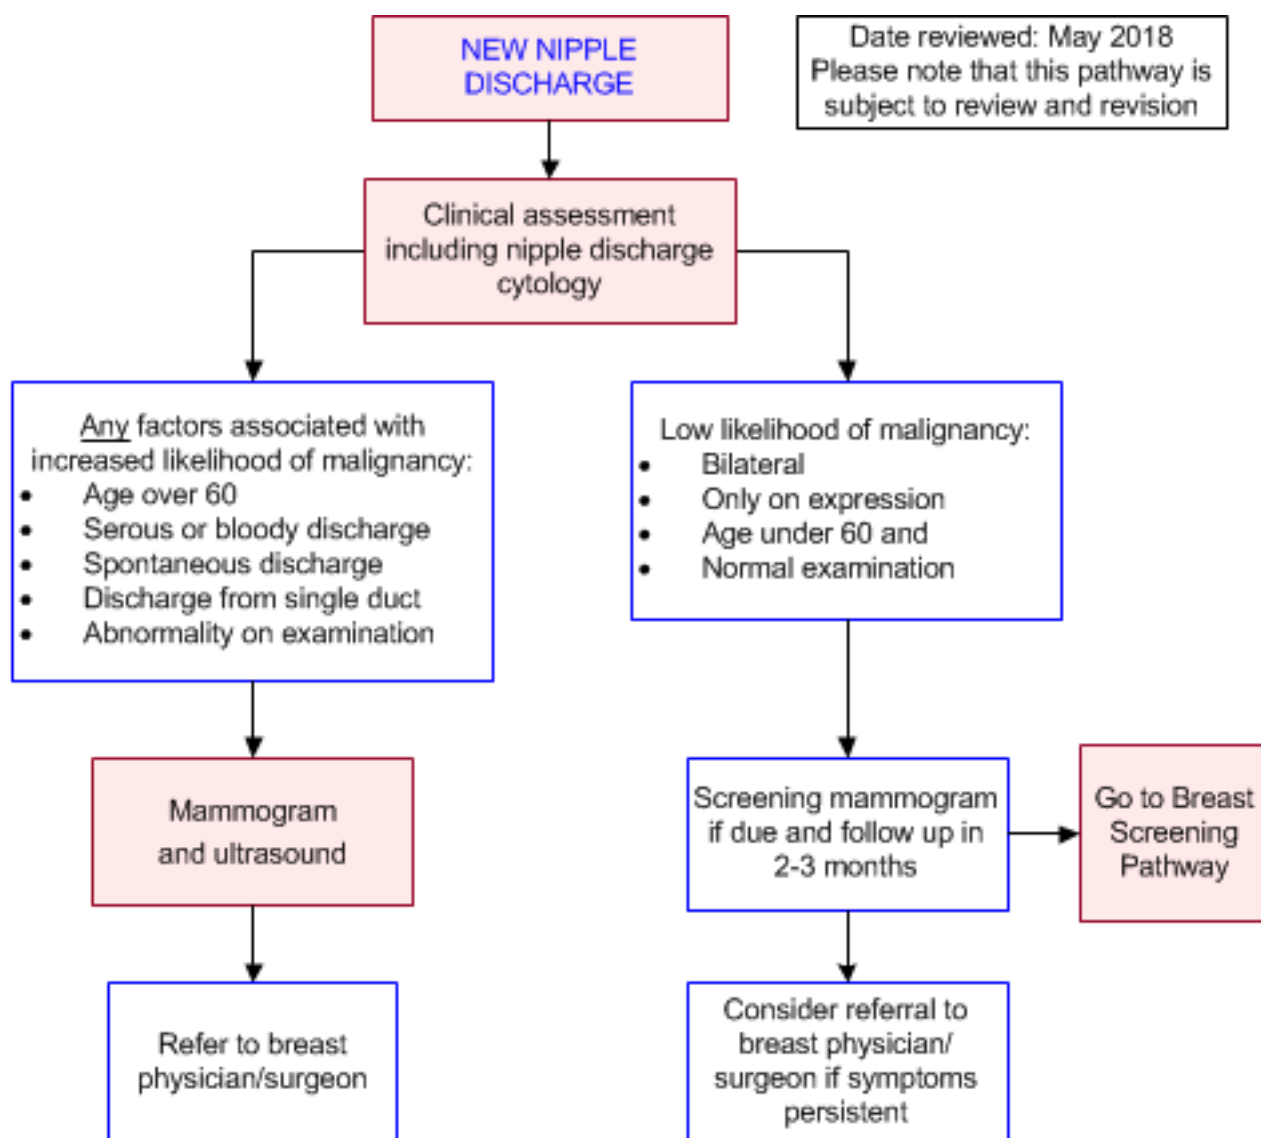 NEW NIPPLE
DISCHARGE
Date reviewed: May 2018
Please note that this pathway is
subject to review and revision
Clinical assessment
including nipple discharge
cytology
Any factors associated with
increased likelihood of malignancy:
• Age over 60
• Serous or bloody discharge
• Spontaneous discharge
• Discharge from single duct
• Abnormality on examination
Low likelihood of malignancy:
• Bilateral
• Only on expression
• Age under 60 and
• Normal examination
Mammogram
and ultrasound
Screening mammogram
if due and follow up in
2-3 months
Go to Breast
Screening
Pathway
Refer to breast
physician/surgeon
Consider referral to
breast physician/
surgeon if symptoms
persistent